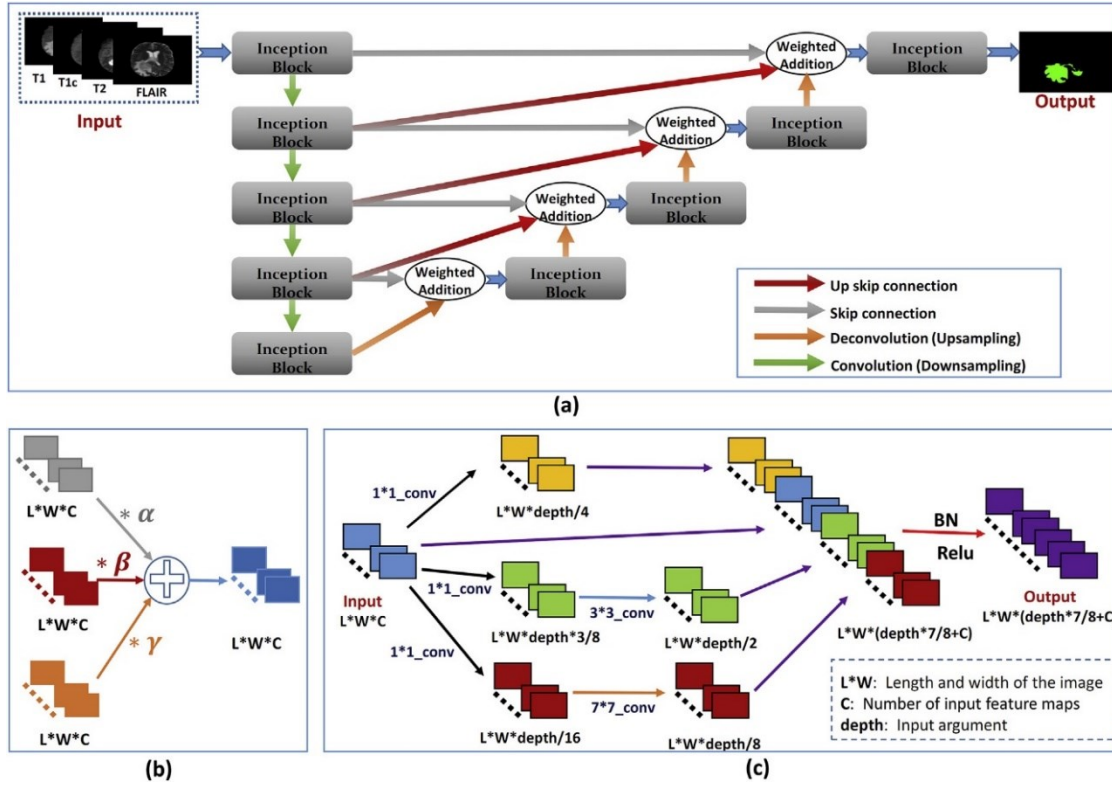 T1
T1c
T2
FLAIR
Input
Inception
Block
Weighted
Addition
Inception
Block
Output
Inception
Block
Weighted
Addition
Inception
Block
Inception
Block
Weighted
Addition
Inception
Block
Inception
Block
Weighted
Addition
Inception
Block
Inception
Block
Up skip connection
Skip connection
Deconvolution (Upsampling)
Convolution (Downsampling)
(a)
L*W*C
* α
L*W*C
* β
L*W*C
* γ
L*W*C
(b)
Input
L*W*C
1*1_conv
L*W*depth/4
1*1_conv
L*W*depth*3/8
3*3_conv
L*W*depth/2
1*1_conv
L*W*depth/16
7*7_conv
L*W*depth/8
L*W*(depth*7/8+C)
BN
Relu
Output
L*W*(depth*7/8+C)
L*W: Length and width of the image
C: Number of input feature maps
depth: Input argument
(c)